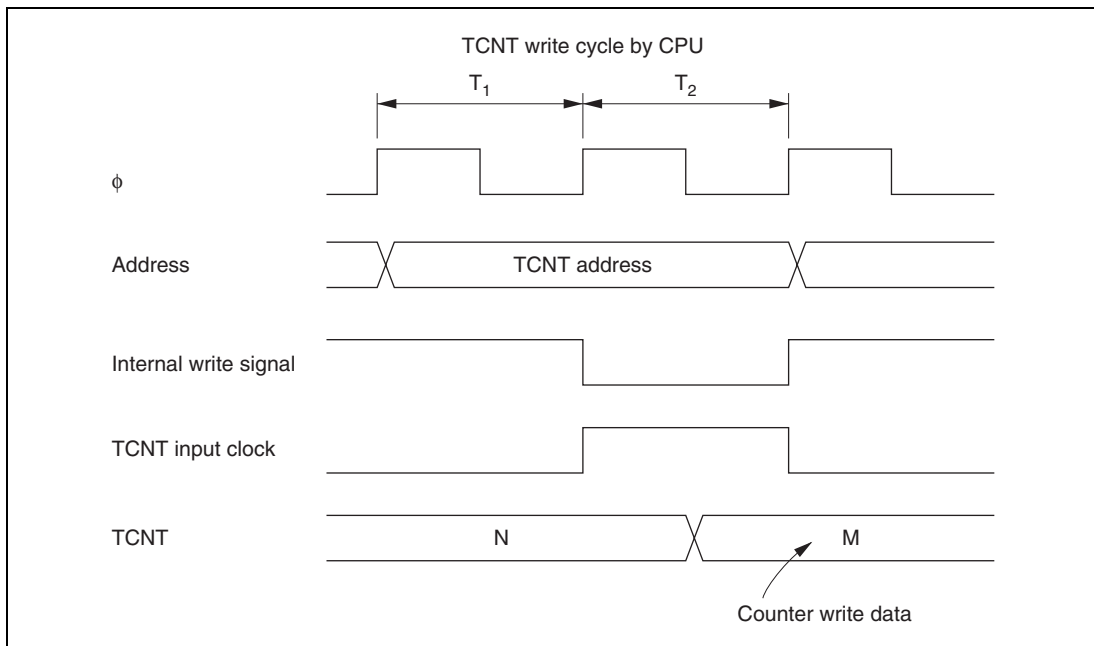 TCNT write cycle by CPU
T1 T2
φ
Address TCNT address
Internal write signal
TCNT input clock
TCNT N M
Counter write data